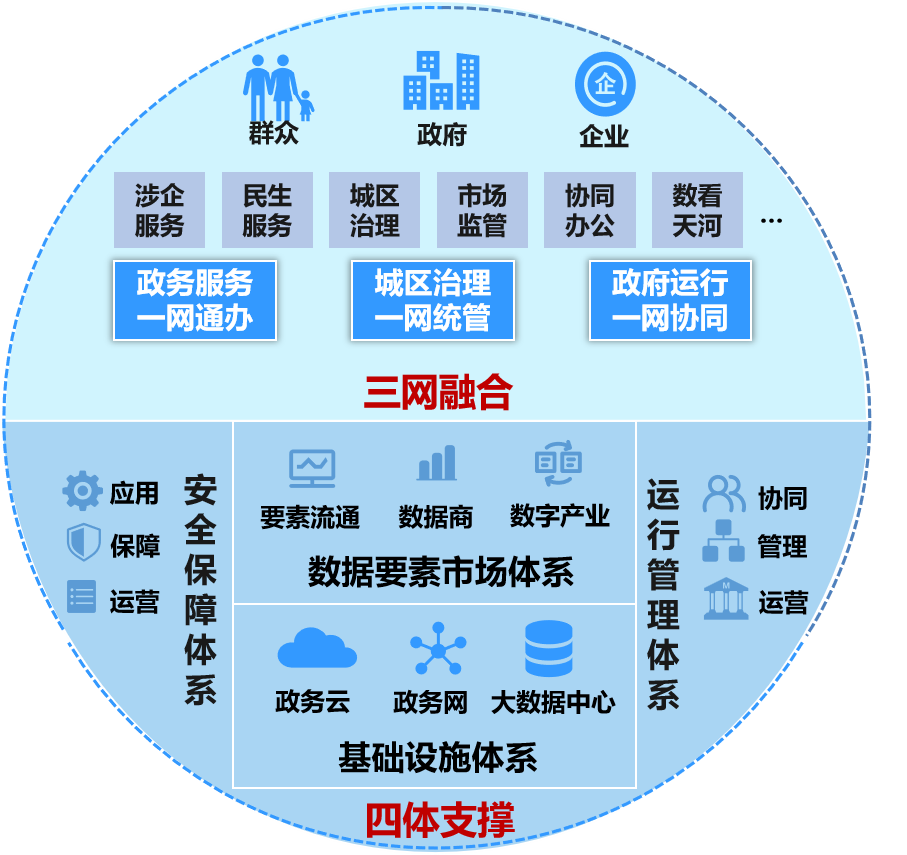 企
群众
政府
企业
涉企
服务
民生
服务
城区
治理
市场
监管
协同
办公
数看
天河
...
政务服务
一网通办
城区治理
一网统管
政府运行
一网协同
三网融合
应用
保障
运营
安全保障体系
要素流通
数据商
数字产业
数据要素市场体系
政务云
政务网
大数据中心
基础设施体系
运行管理体系
协同
管理
M
运营
四体支撑